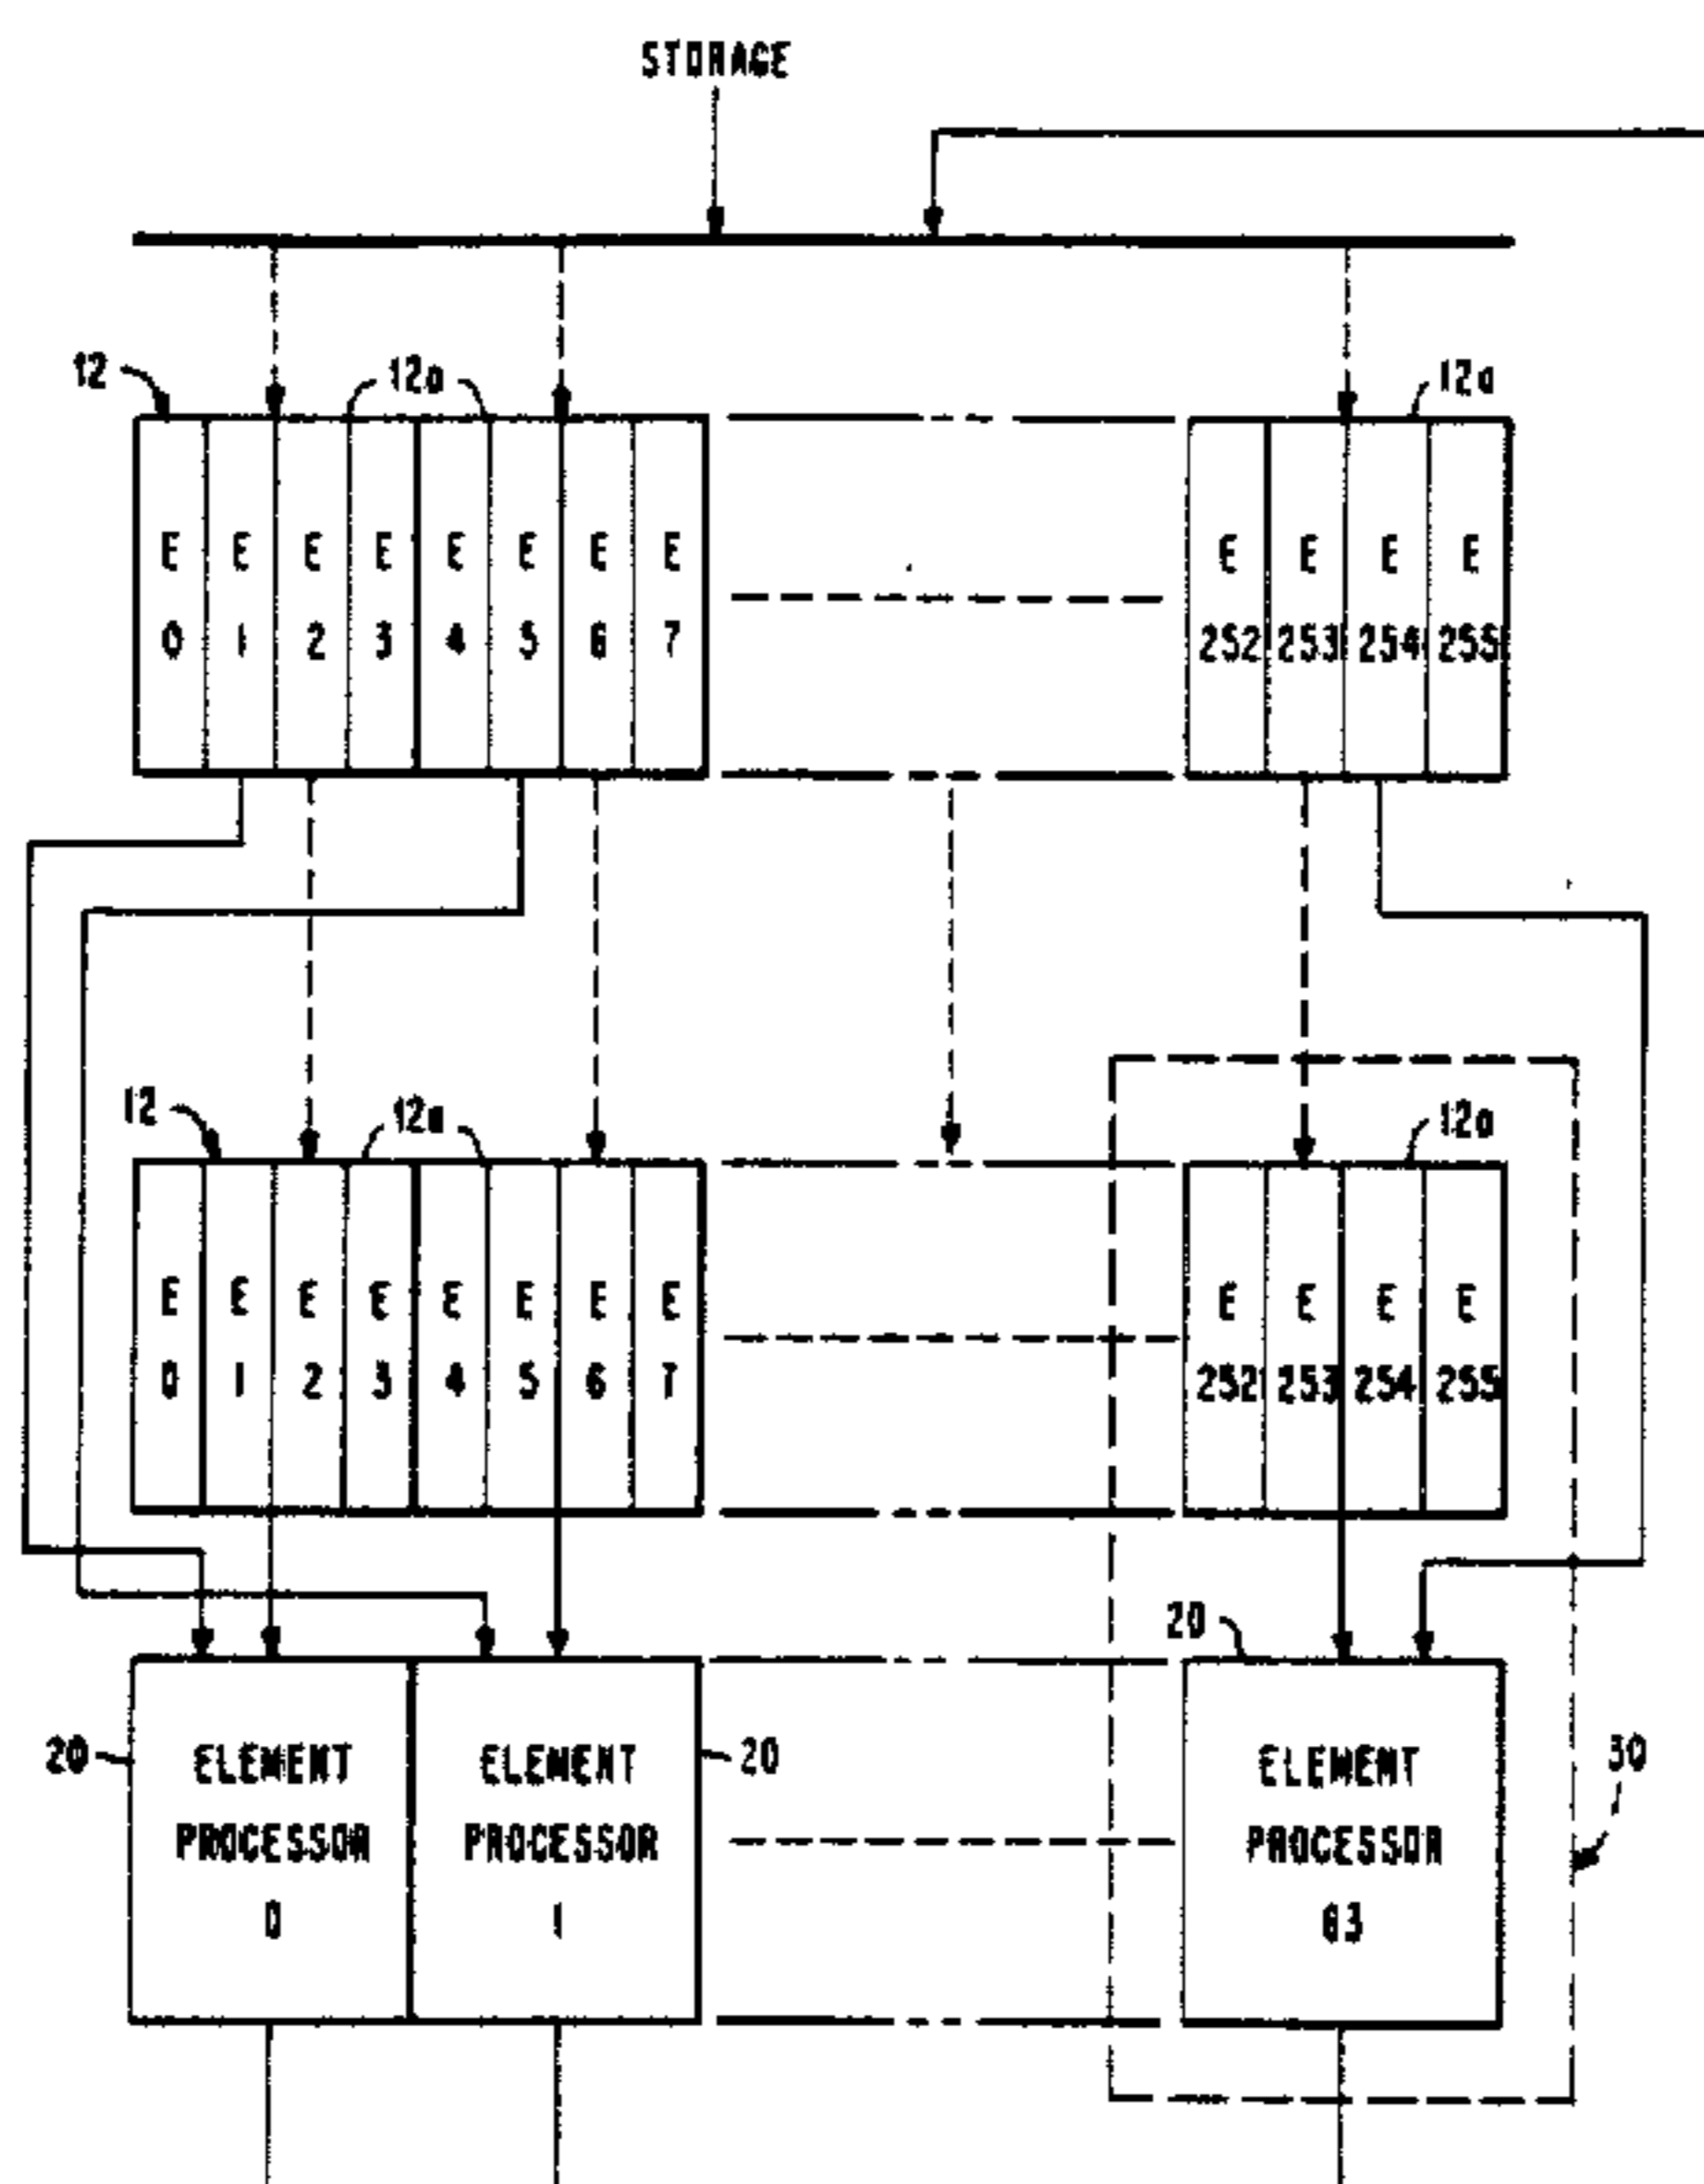 STORAGE
12
12a
12a
E E E E E E E E E E E E
0 1 2 3 4 5 6 7 252 253 254 255
12
12a
12a
E E E E E E E E E E E E
0 1 2 3 4 5 6 7 252 253 254 255
20
20 ELEMENT PROCESSOR 0
ELEMENT PROCESSOR 1
20
ELEMENT PROCESSOR 63
30